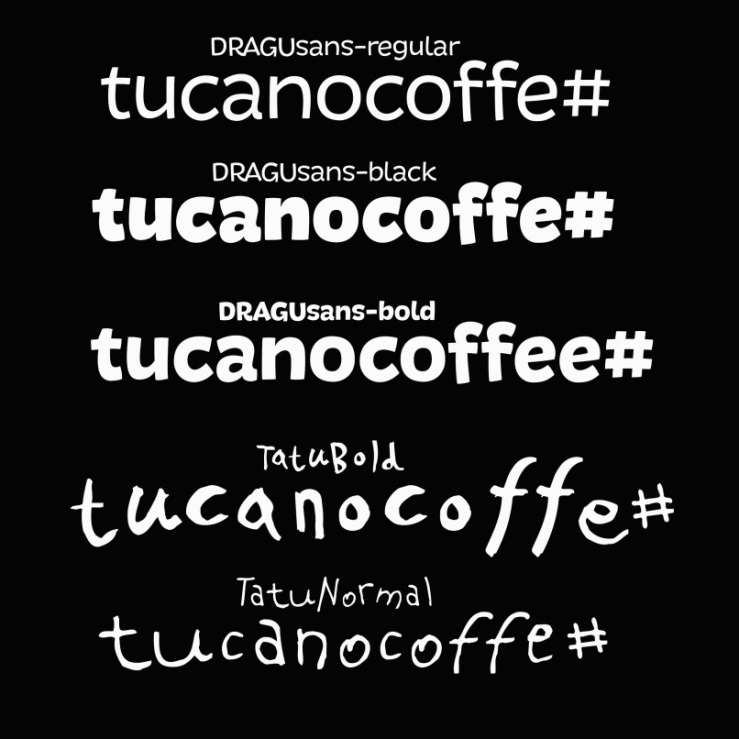 DRAGUsans-regular
tucanocoffe#
DRAGUsans-black
tucanocoffe#
DRAGUsans-bold
tucanocoffee#
TatuBold
tucanocoffe#
TatuNormal
tucanocoffe#